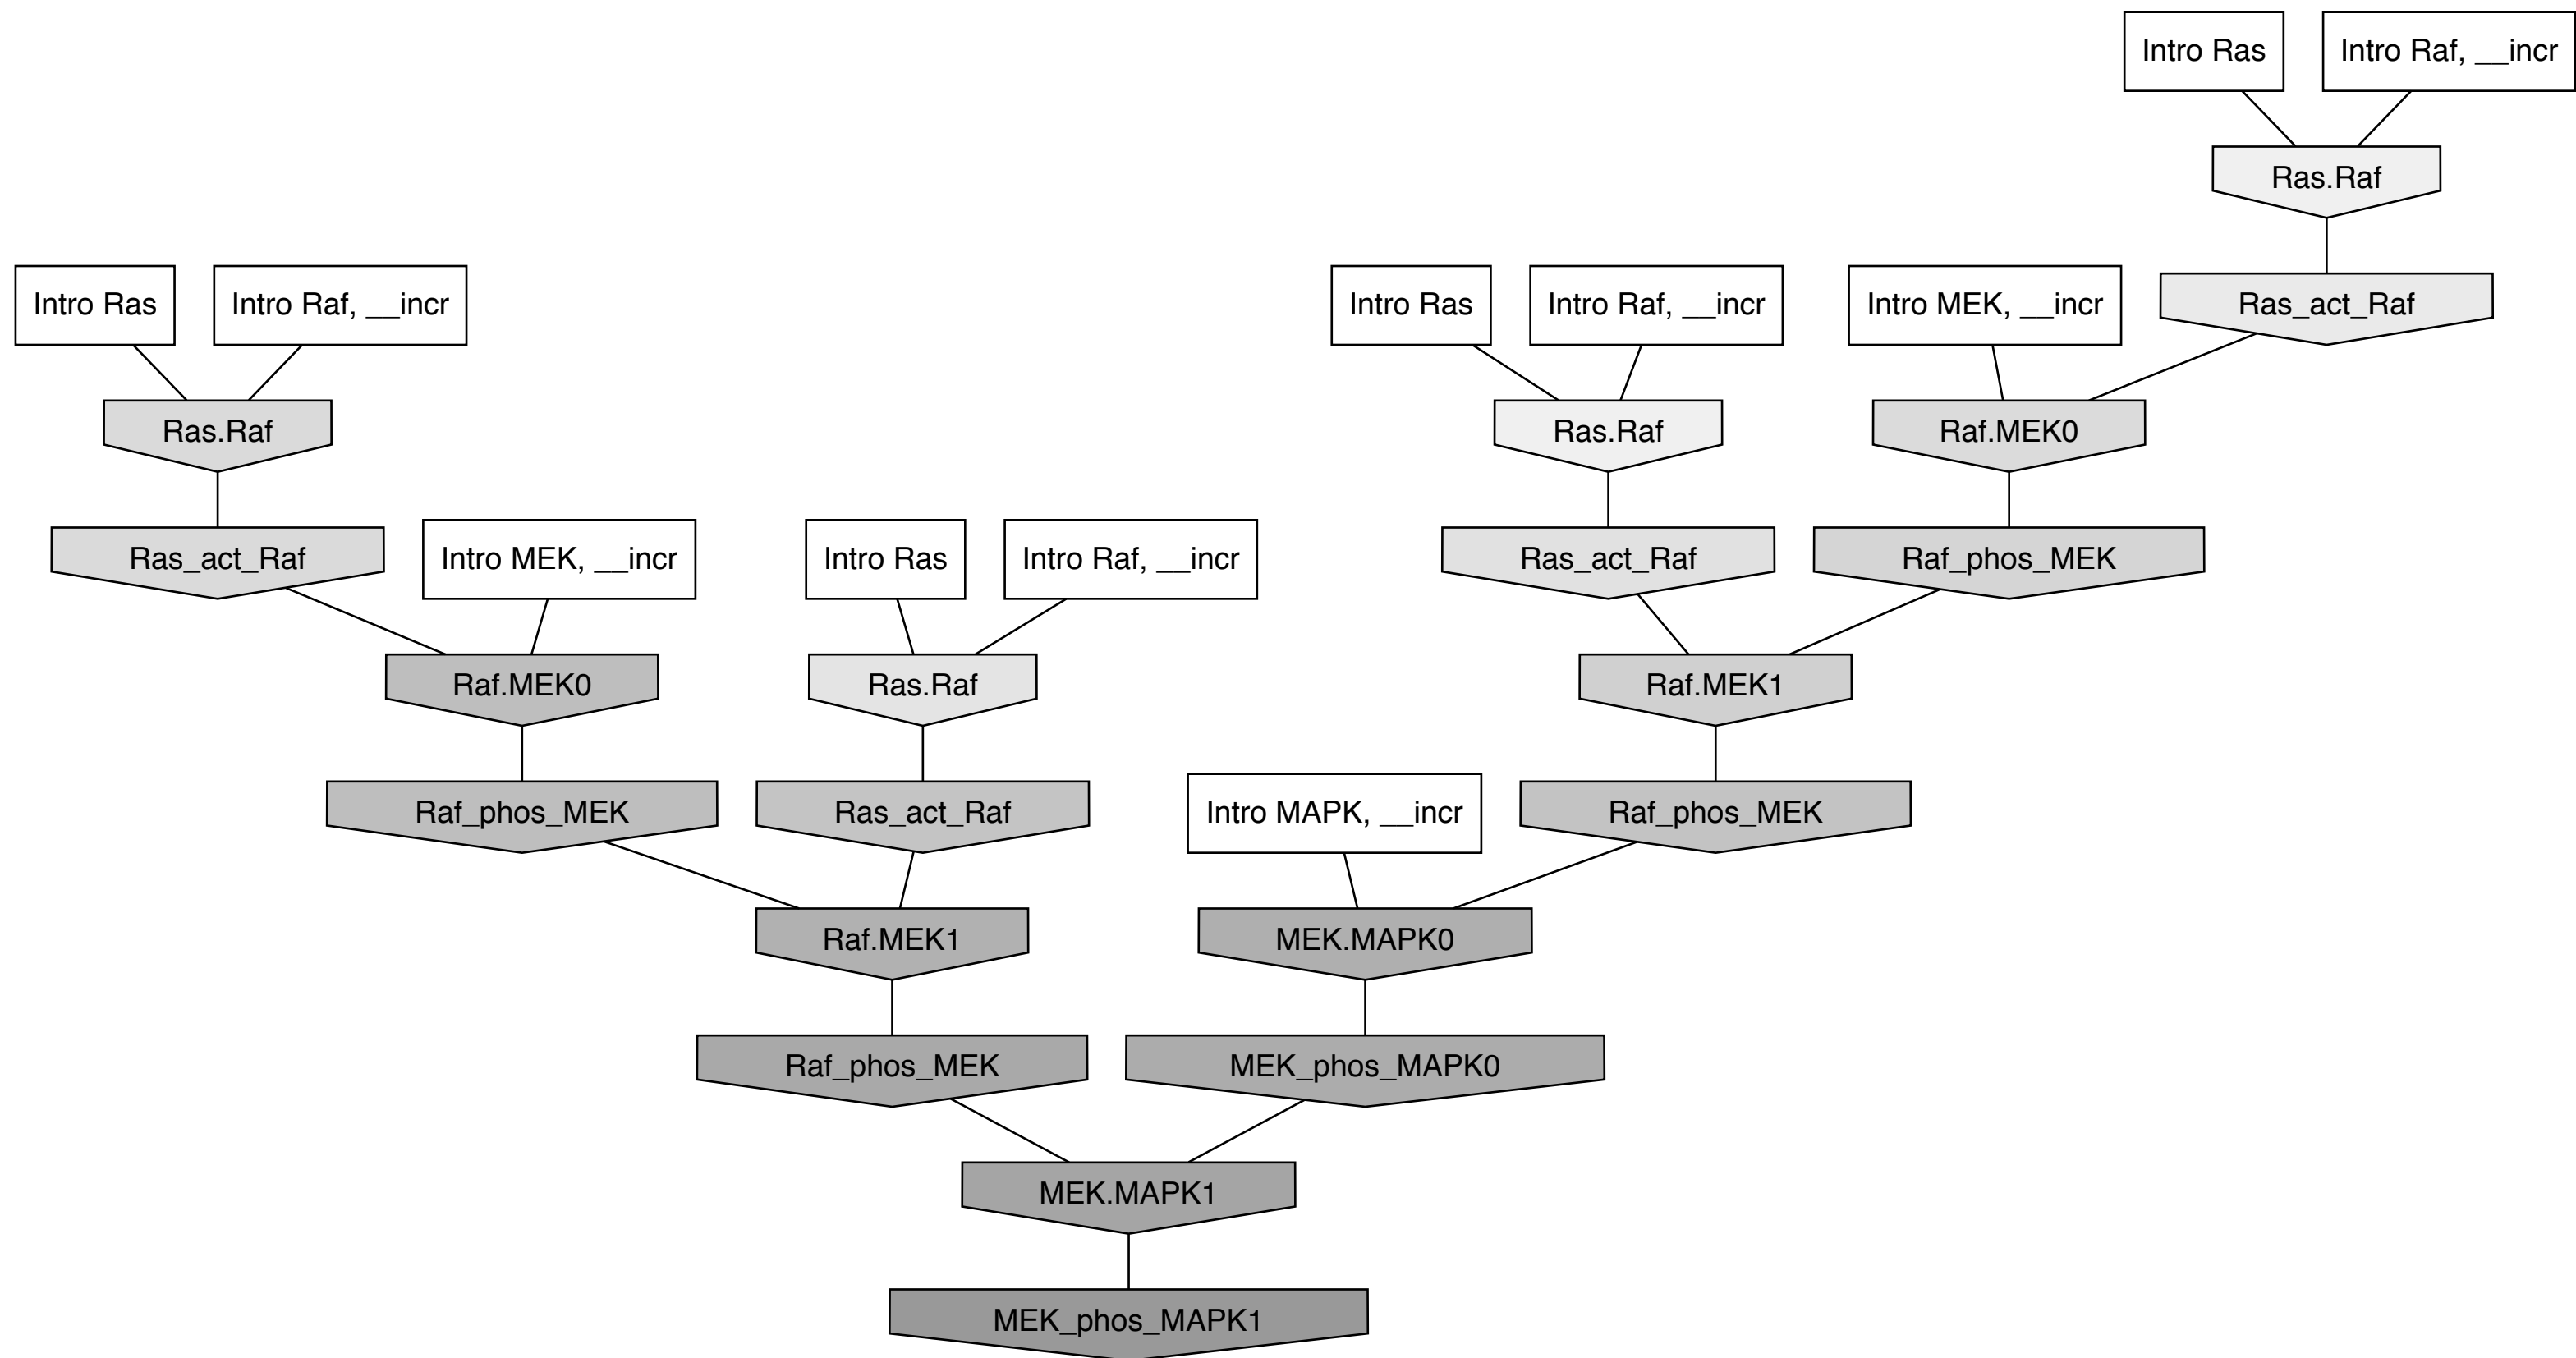 Intro Ras
Intro Raf, __incr
Ras.Raf
Intro Ras
Intro Raf, __incr
Intro Ras
Intro Raf, __incr
Intro MEK, __incr
Ras_act_Raf
Ras.Raf
Ras.Raf
Raf.MEK0
Ras_act_Raf
Intro MEK, __incr
Intro Ras
Intro Raf, __incr
Ras_act_Raf
Raf_phos_MEK
Raf.MEK0
Ras.Raf
Raf.MEK1
Raf_phos_MEK
Ras_act_Raf
Intro MAPK, __incr
Raf_phos_MEK
Raf.MEK1
MEK.MAPK0
Raf_phos_MEK
MEK_phos_MAPK0
MEK.MAPK1
MEK_phos_MAPK1